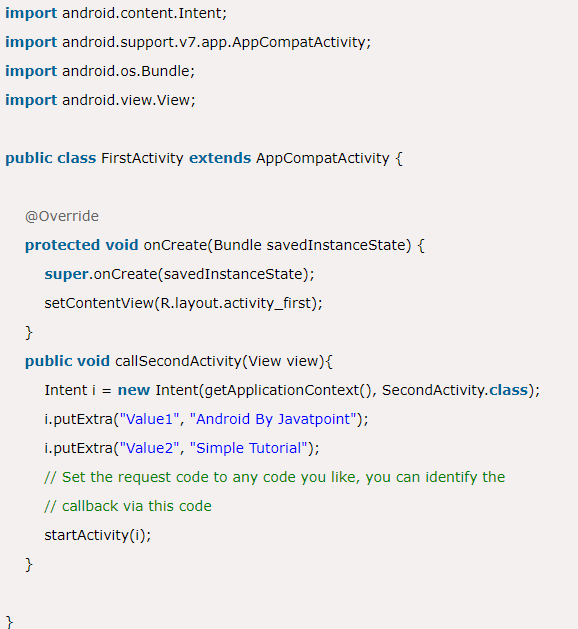 import android.content.Intent;
import android.support.v7.app.AppCompatActivity;
import android.os.Bundle;
import android.view.View;
public class FirstActivity extends AppCompatActivity {
@Override
protected void onCreate(Bundle savedInstanceState) {
super.onCreate(savedInstanceState);
setContentView(R.layout.activity_first);
}
public void callSecondActivity(View view){
Intent i = new Intent(getApplicationContext(), SecondActivity.class);
i.putExtra("Value1", "Android By Javatpoint");
i.putExtra("Value2", "Simple Tutorial");
// Set the request code to any code you like, you can identify the
// callback via this code
startActivity(i);
}
}